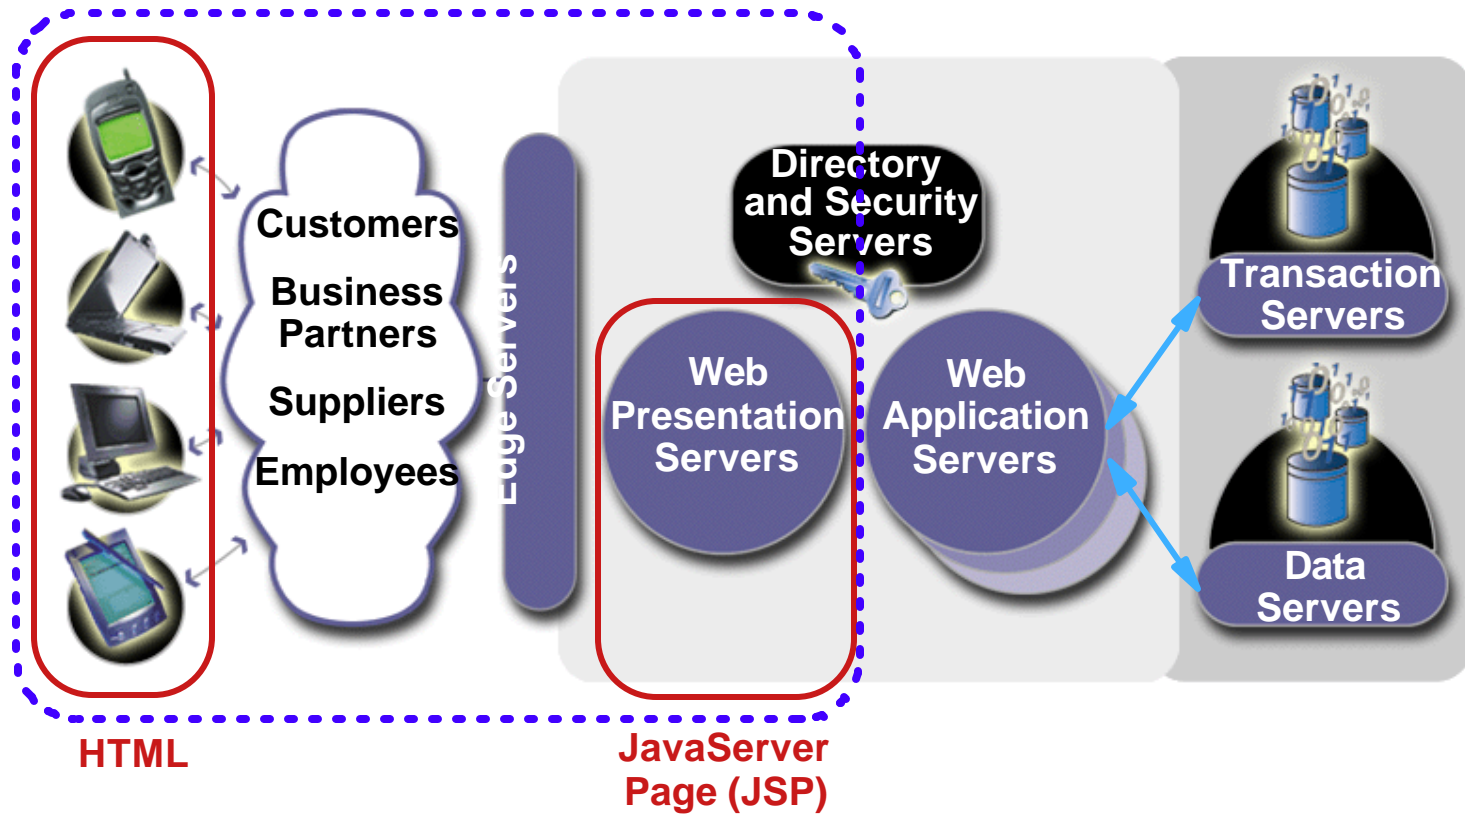 Customers
Business
Partners
Suppliers
Employees
Edge Servers
Directory
and Security
Servers
Web
Presentation
Servers
Web
Application
Servers
Transaction
Servers
Data
Servers
HTML
JavaServer
Page (JSP)